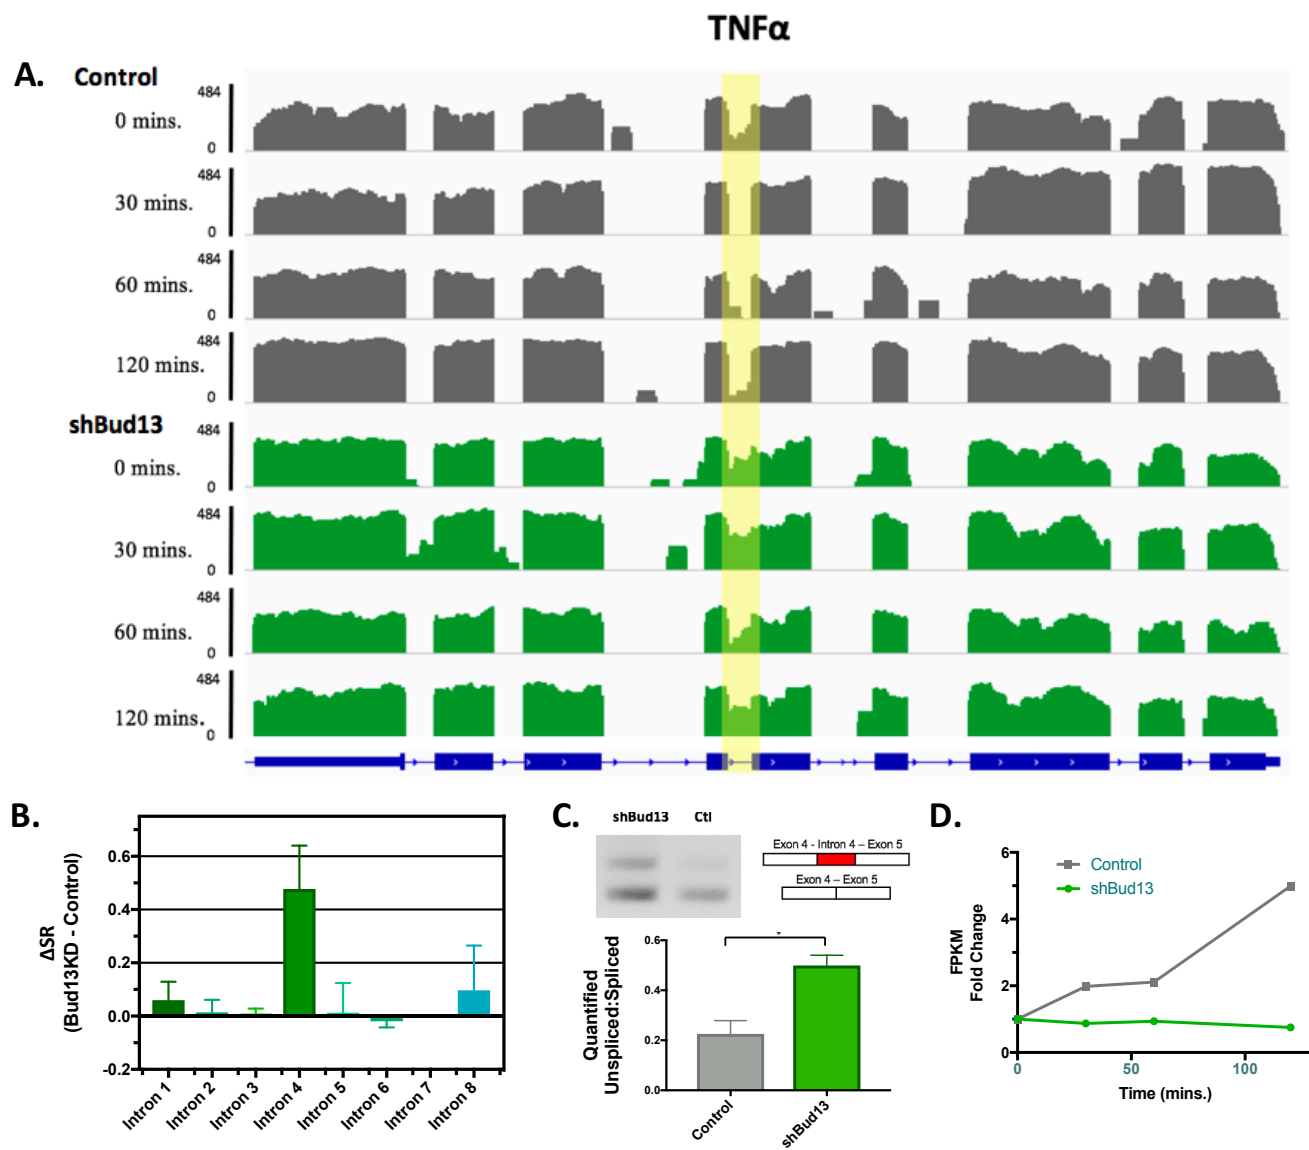 TNFα
A.
Control
484
0 mins.
0
484
30 mins.
0
484
60 mins.
0
484
120 mins.
0
shBud13
484
0 mins.
0
484
30 mins.
0
484
60 mins.
0
484
120 mins.
0
B.
ΔSR
(Bud13KD - Control)
0.6
0.4
0.2
0.0
-0.2
Intron 1
Intron 2
Intron 3
Intron 4
Intron 5
Intron 6
Intron 7
Intron 8
C.
shBud13 Ctl
Exon 4 - Intron 4 – Exon 5
Exon 4 – Exon 5
Quantified
Unspliced:Spliced
0.6
0.4
0.2
0.0
*
Control
shBud13
D.
FPKM
Fold Change
6
4
2
0
Control
shBud13
0 50 100
Time (mins.)